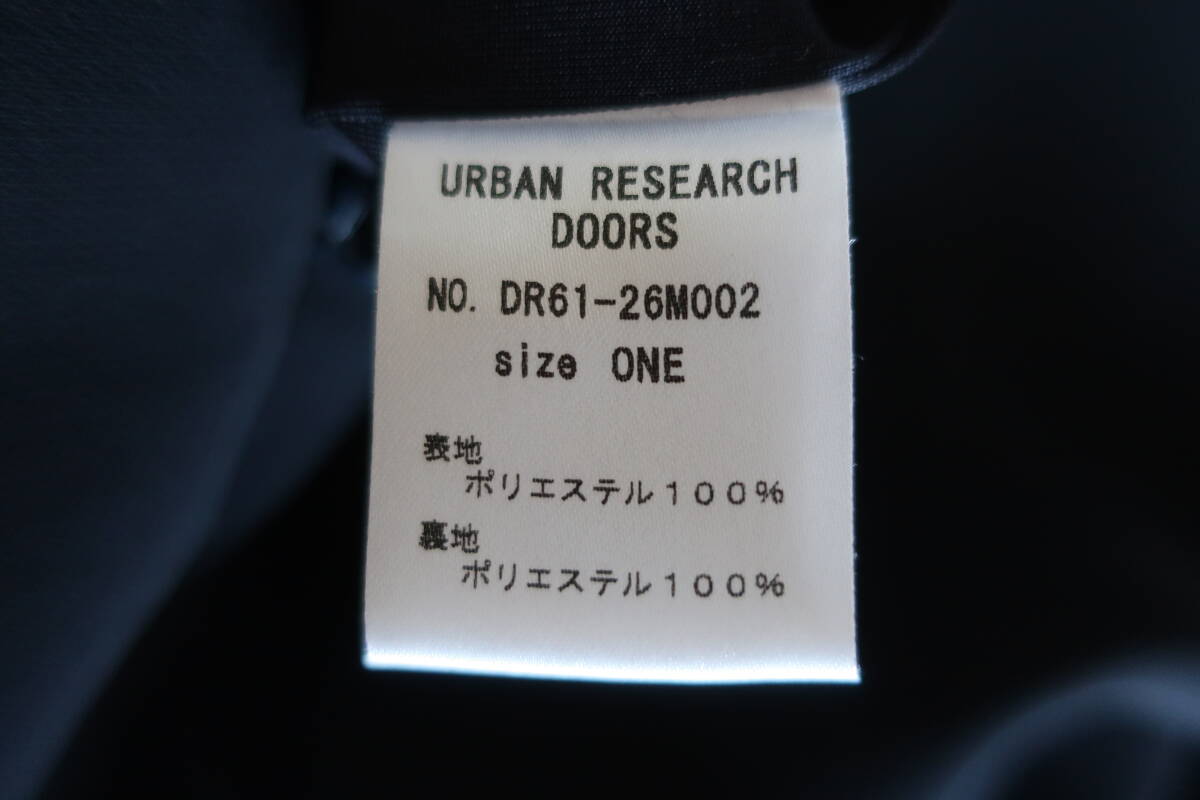 URBAN RESEARCH
DOORS
NO. DR61-26M002
size ONE
表地
ポリエステル100%
裏地
ポリエステル100%